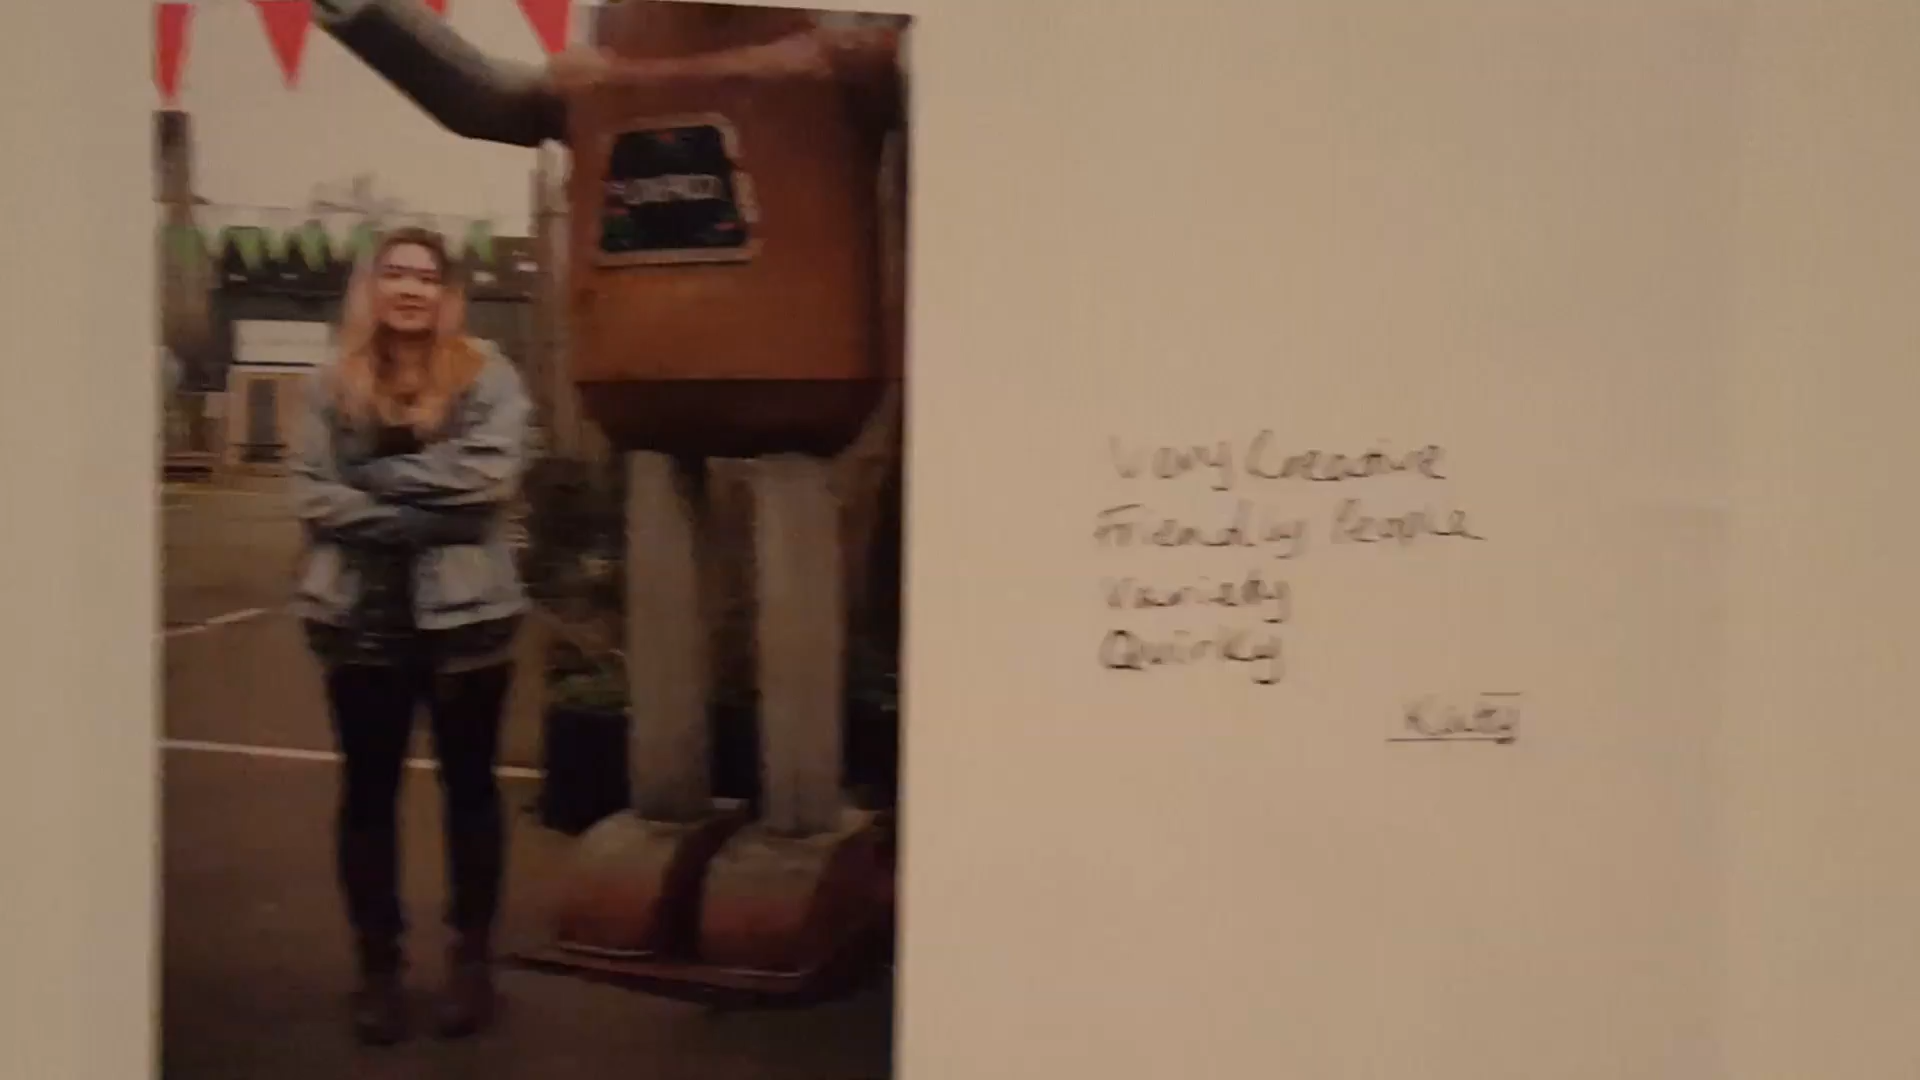 Very Creative
Friendly People
Variety
Quirky
Katy